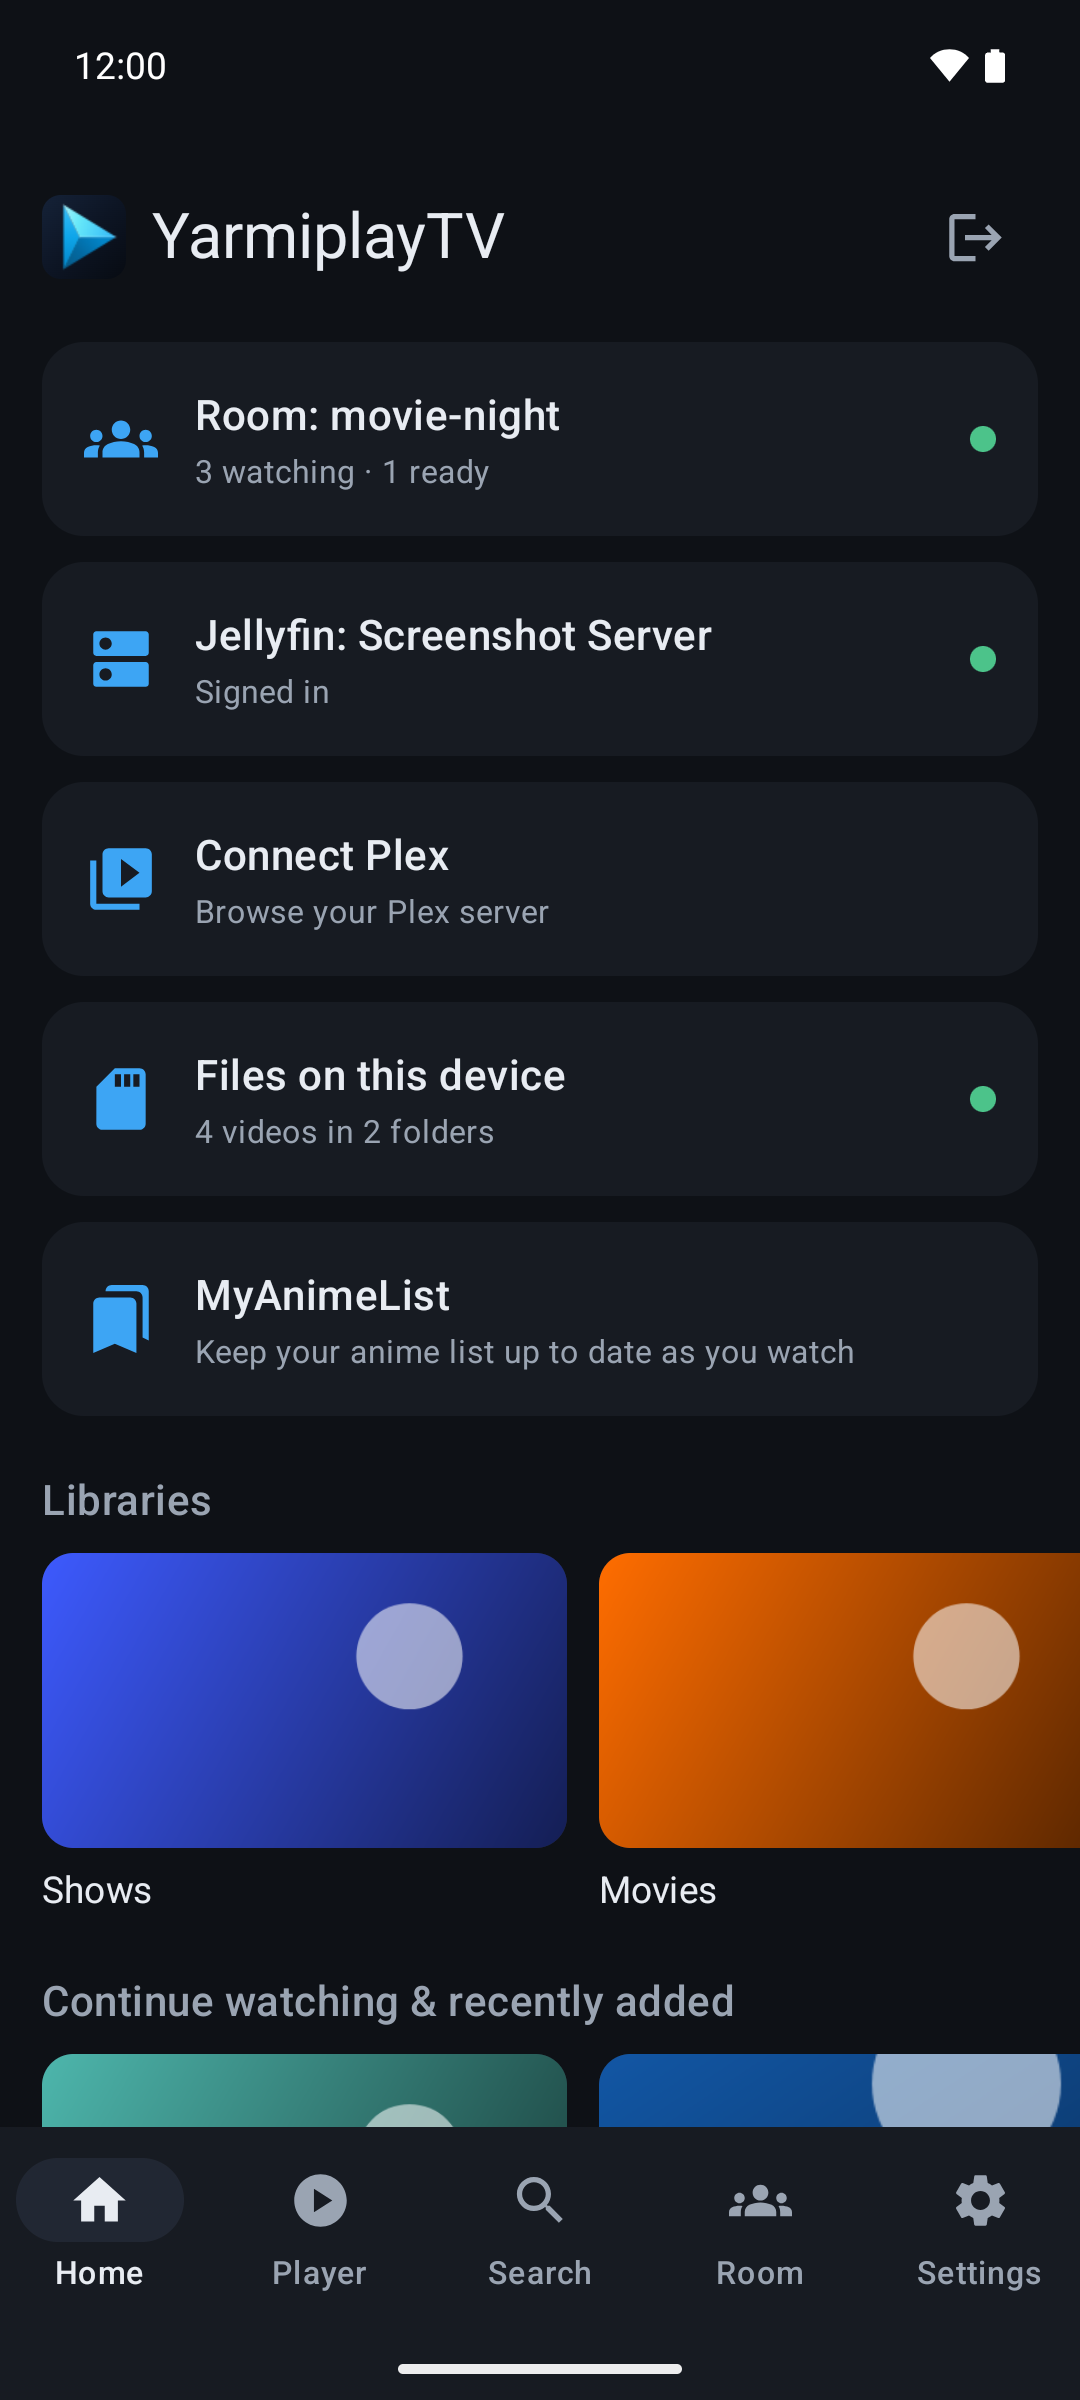 12:00
YarmiplayTV
Room: movie-night
3 watching · 1 ready
Jellyfin: Screenshot Server
Signed in
Connect Plex
Browse your Plex server
Files on this device
4 videos in 2 folders
MyAnimeList
Keep your anime list up to date as you watch
Libraries
Shows
Movies
Continue watching & recently added
Home
Player
Search
Room
Settings